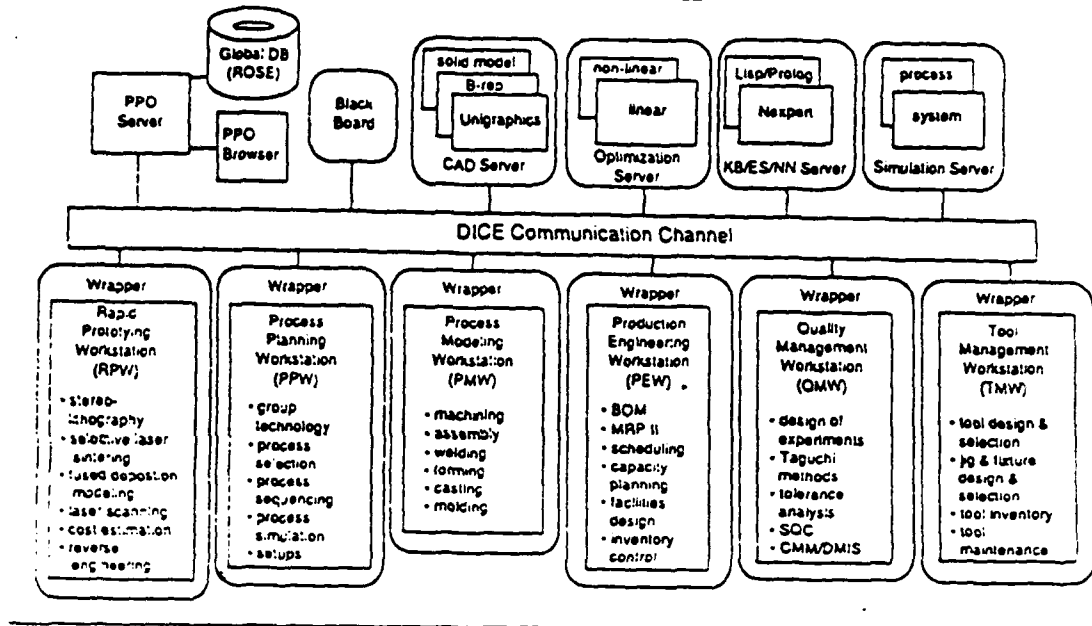 Global DB
(ROSE)
PPO
Server
PPO
Browser
Black
Board
solid model
B-rep
Unigraphics
CAD Server
non-linear
linear
Optimization
Server
Lisp/Prolog
Nexpert
KB/ES/NN Server
process
system
Simulation Server
DICE Communication Channel
Wrapper
Rapid
Prototying
Workstation
(RPW)
• stereo-
lithography
• selective laser
sintering
• fused depostion
modeling
• laser scanning
• cost estimation
• reverse
engineering
Wrapper
Process
Planning
Workstation
(PPW)
• group
technology
• process
selection
• process
sequencing
• process
simulation
• setups
Wrapper
Process
Modeling
Workstation
(PMW)
• machining
• assembly
• welding
• forming
• casting
• molding
Wrapper
Production
Engineering
Workstation
(PEW)
• BOM
• MRP II
• scheduling
• capacity
planning
• facilities
design
• inventory
control
Wrapper
Quality
Management
Workstation
(QMW)
• design of
experiments
• Taguchi
methods
• tolerance
analysis
• SQC
• CMM/DMIS
Wrapper
Tool
Management
Workstation
(TMW)
• tool design &
selection
• jig & fixture
design &
selection
• tool inventory
• tool
maintenance